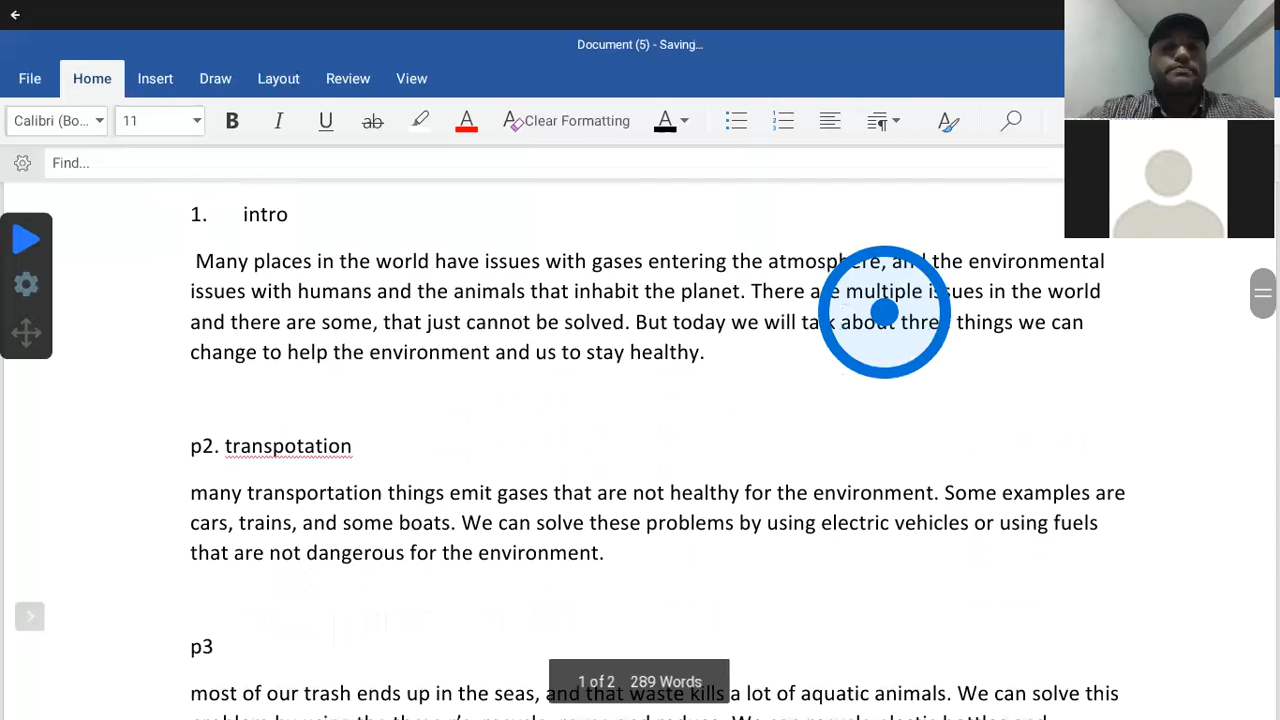 Document (5) - Saving...
File Home Insert Draw Layout Review View
Calibri (Bo... 11 B I U ab A Clear Formatting A
Find...
1. intro
Many places in the world have issues with gases entering the atmosphere, and the environmental
issues with humans and the animals that inhabit the planet. There are multiple issues in the world
and there are some, that just cannot be solved. But today we will talk about three things we can
change to help the environment and us to stay healthy.
p2. transpotation
many transportation things emit gases that are not healthy for the environment. Some examples are
cars, trains, and some boats. We can solve these problems by using electric vehicles or using fuels
that are not dangerous for the environment.
p3
most of our trash ends up in the seas, and that waste kills a lot of aquatic animals. We can solve this
1 of 2 289 Words